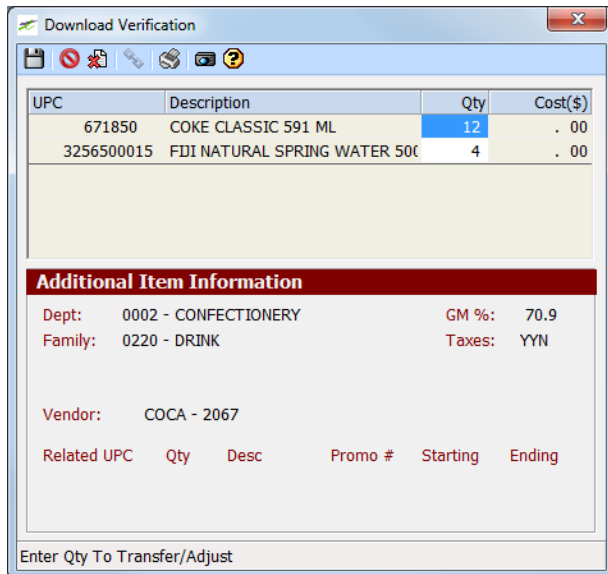 Download Verification
UPC Description Qty Cost($)
671850 COKE CLASSIC 591 ML 12 . 00
3256500015 FIJI NATURAL SPRING WATER 500 4 . 00
Additional Item Information
Dept: 0002 - CONFECTIONERY GM %: 70.9
Family: 0220 - DRINK Taxes: YYN
Vendor: COCA - 2067
Related UPC Qty Desc Promo # Starting Ending
Enter Qty To Transfer/Adjust